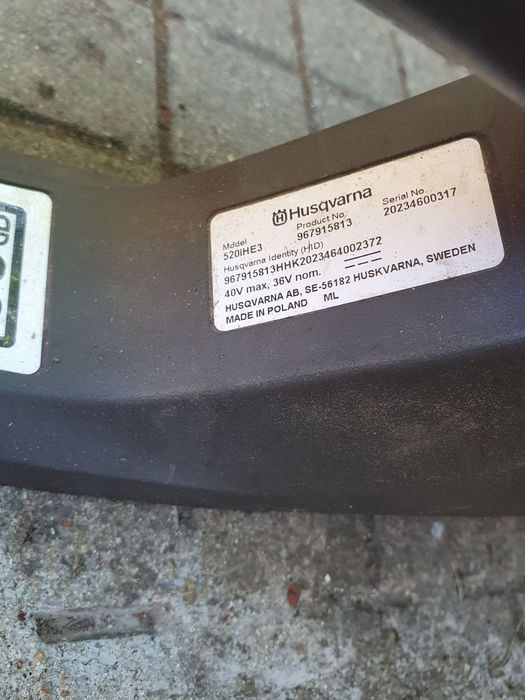 Husqvarna
Model Product No. Serial No.
520iHE3 967915813 20234600317
Husqvarna Identity (HID)
967915813HHK2023464002372
40V max, 36V nom.
HUSQVARNA AB, SE-56182 HUSKVARNA, SWEDEN
MADE IN POLAND ML